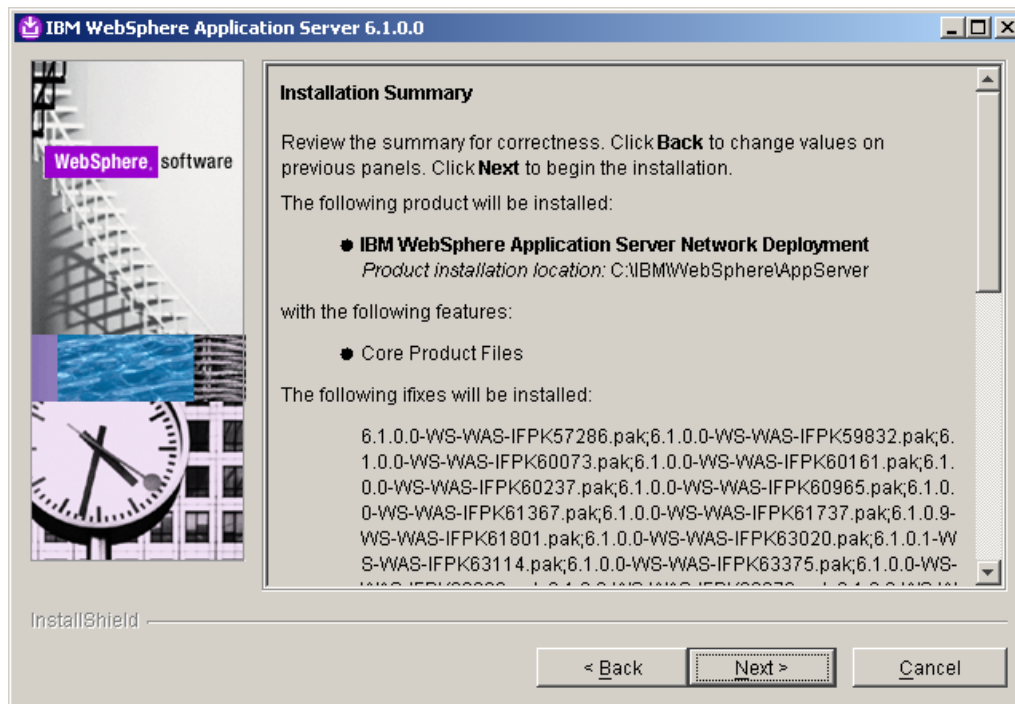 IBM WebSphere Application Server 6.1.0.0
WebSphere. software
Installation Summary
Review the summary for correctness. Click Back to change values on
previous panels. Click Next to begin the installation.
The following product will be installed:
IBM WebSphere Application Server Network Deployment
Product installation location: C:\IBM\WebSphere\AppServer
with the following features:
Core Product Files
The following ifixes will be installed:
6.1.0.0-WS-WAS-IFPK57286.pak;6.1.0.0-WS-WAS-IFPK59832.pak;6.
1.0.0-WS-WAS-IFPK60073.pak;6.1.0.0-WS-WAS-IFPK60161.pak;6.1.
0.0-WS-WAS-IFPK60237.pak;6.1.0.0-WS-WAS-IFPK60965.pak;6.1.0.
0-WS-WAS-IFPK61367.pak;6.1.0.0-WS-WAS-IFPK61737.pak;6.1.0.9-
WS-WAS-IFPK61801.pak;6.1.0.0-WS-WAS-IFPK63020.pak;6.1.0.1-W
S-WAS-IFPK63114.pak;6.1.0.0-WS-WAS-IFPK63375.pak;6.1.0.0-WS-
InstallShield
< Back
Next >
Cancel